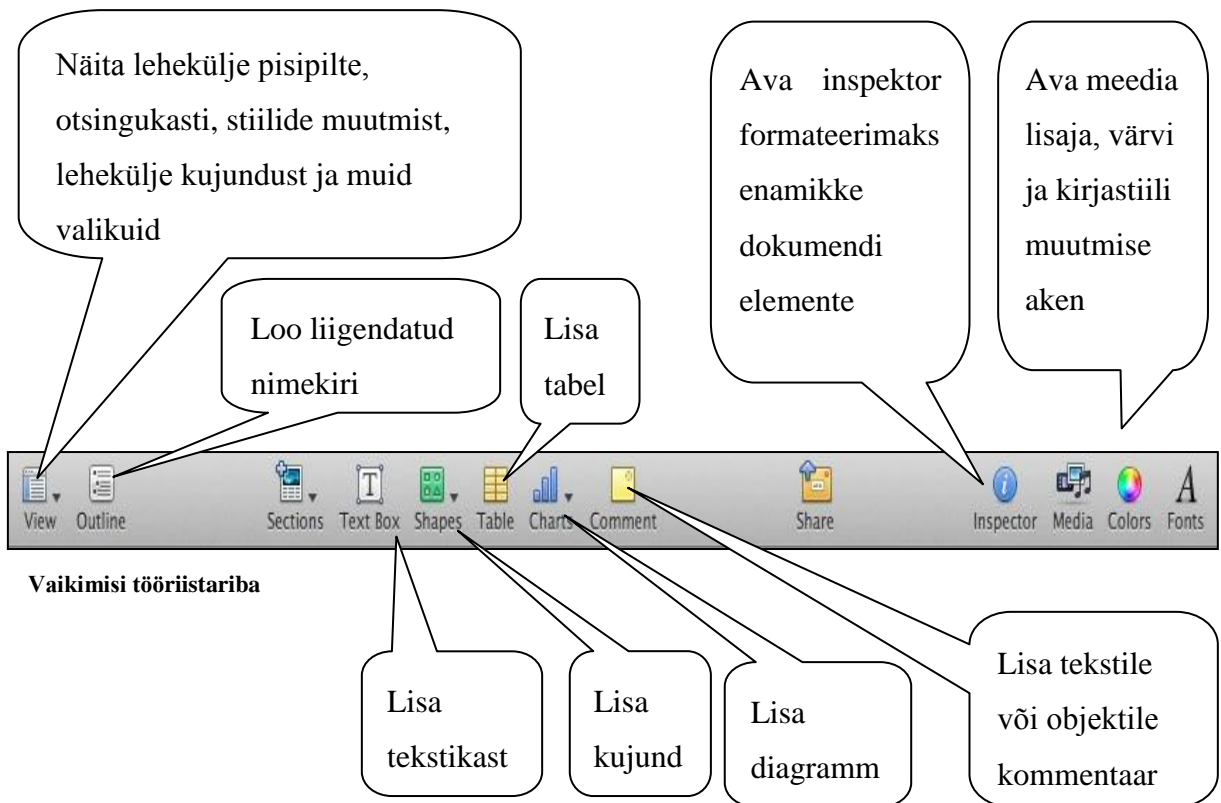 Näita lehekülje pisipilte,
otsingukasti, stiilide muutmist,
lehekülje kujundust ja muid
valikuid
Ava inspektor
formateerimaks
enamikke
dokumendi
elemente
Ava meedia
lisaja, värvi
ja kirjastiili
muutmise
aken
Loo liigendatud
nimekiri
Lisa
tabel
View Outline Sections Text Box Shapes Table Charts Comment Share Inspector Media Colors Fonts
Vaikimisi tööriistariba
Lisa
tekstikast
Lisa
kujund
Lisa
diagramm
Lisa tekstile
või objektile
kommentaar